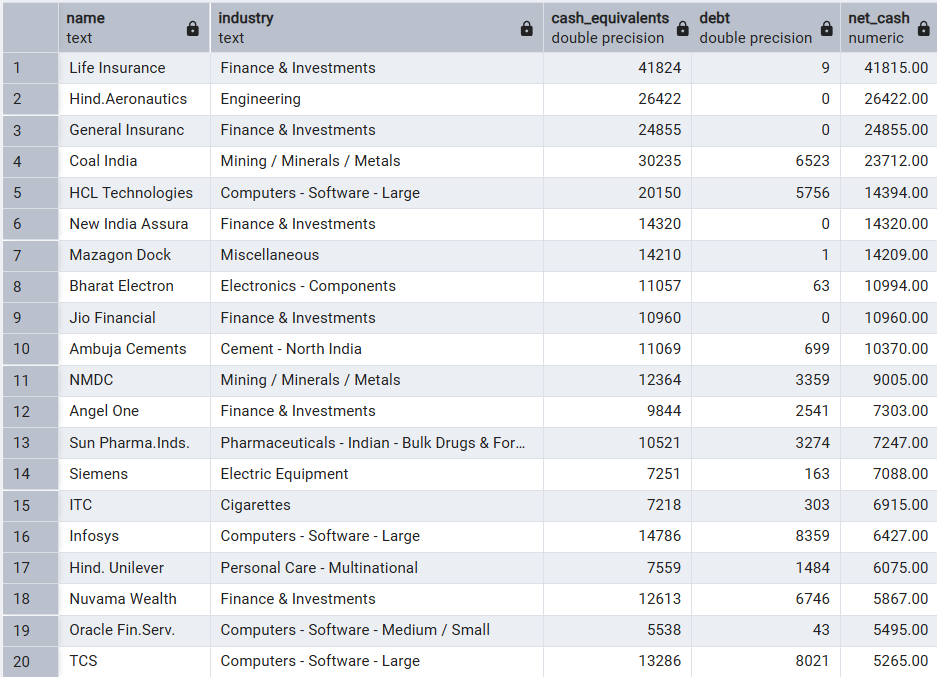 name industry cash_equivalents debt net_cash
text text double precision double precision numeric
1 Life Insurance Finance & Investments 41824 9 41815.00
2 Hind.Aeronautics Engineering 26422 0 26422.00
3 General Insuranc Finance & Investments 24855 0 24855.00
4 Coal India Mining / Minerals / Metals 30235 6523 23712.00
5 HCL Technologies Computers - Software - Large 20150 5756 14394.00
6 New India Assura Finance & Investments 14320 0 14320.00
7 Mazagon Dock Miscellaneous 14210 1 14209.00
8 Bharat Electron Electronics - Components 11057 63 10994.00
9 Jio Financial Finance & Investments 10960 0 10960.00
10 Ambuja Cements Cement - North India 11069 699 10370.00
11 NMDC Mining / Minerals / Metals 12364 3359 9005.00
12 Angel One Finance & Investments 9844 2541 7303.00
13 Sun Pharma.Inds. Pharmaceuticals - Indian - Bulk Drugs & For... 10521 3274 7247.00
14 Siemens Electric Equipment 7251 163 7088.00
15 ITC Cigarettes 7218 303 6915.00
16 Infosys Computers - Software - Large 14786 8359 6427.00
17 Hind. Unilever Personal Care - Multinational 7559 1484 6075.00
18 Nuvama Wealth Finance & Investments 12613 6746 5867.00
19 Oracle Fin.Serv. Computers - Software - Medium / Small 5538 43 5495.00
20 TCS Computers - Software - Large 13286 8021 5265.00